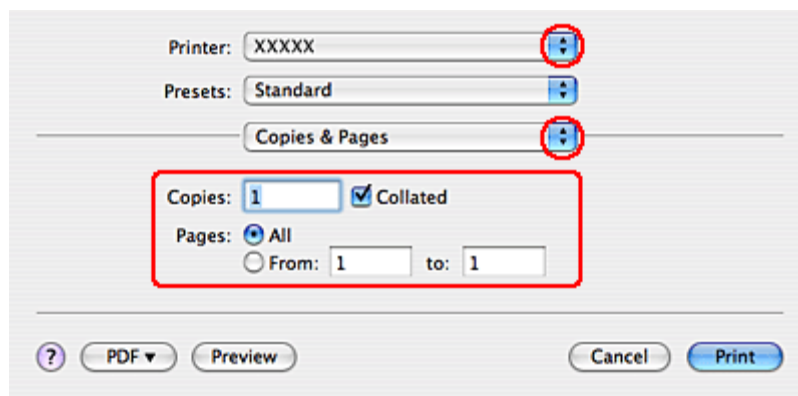 Printer: XXXXX
Presets: Standard
Copies & Pages
Copies: 1 Collated
Pages: All
From: 1 to: 1
? PDF Preview Cancel Print